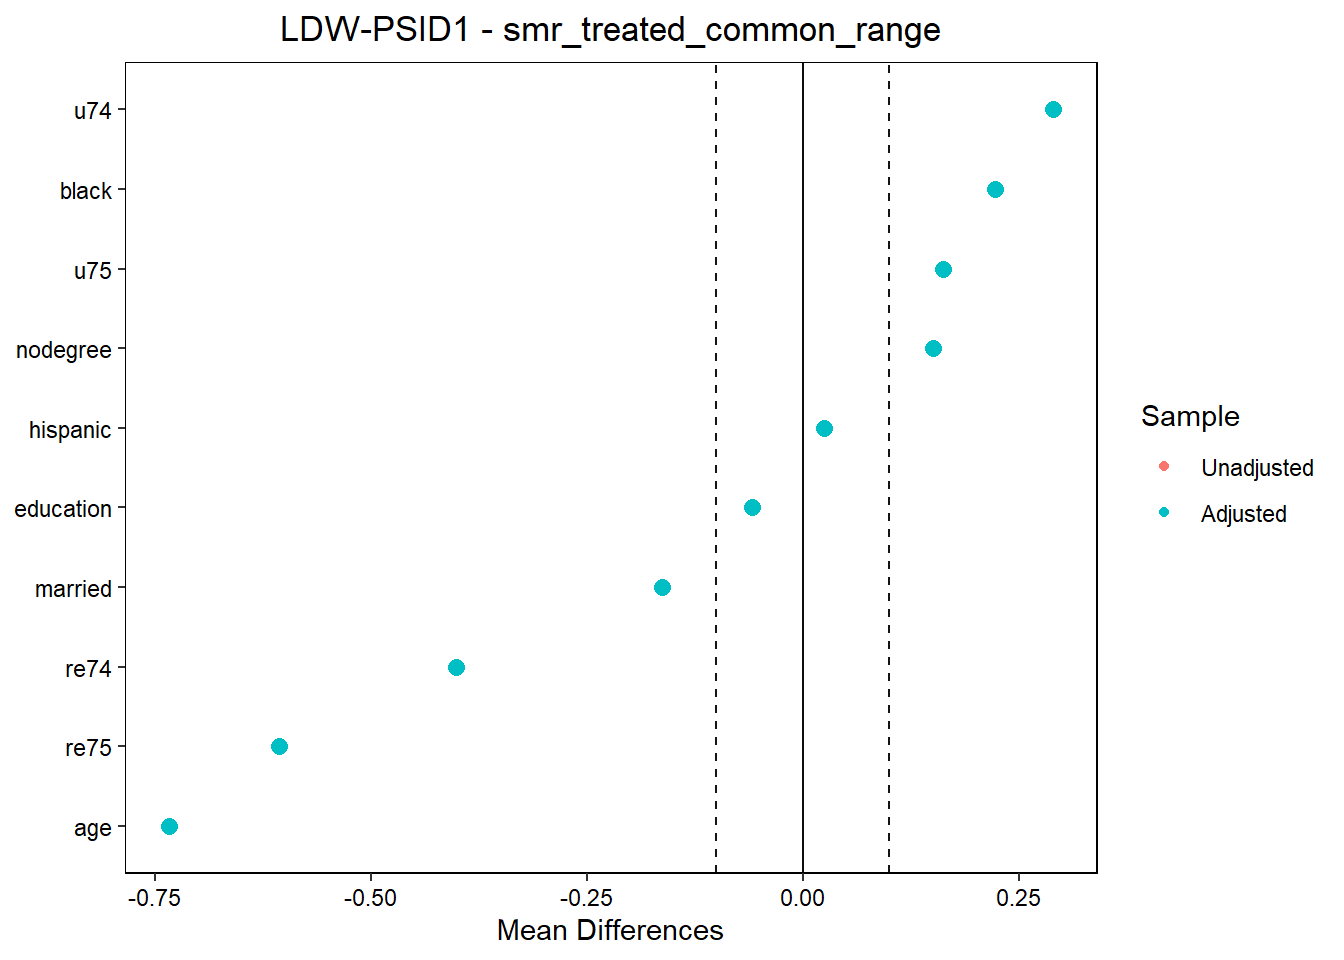 LDW-PSID1 - smr_treated_common_range
u74
black
u75
nodegree
hispanic
education
married
re74
re75
age
-0.75 -0.50 -0.25 0.00 0.25
Mean Differences
Sample
Unadjusted
Adjusted